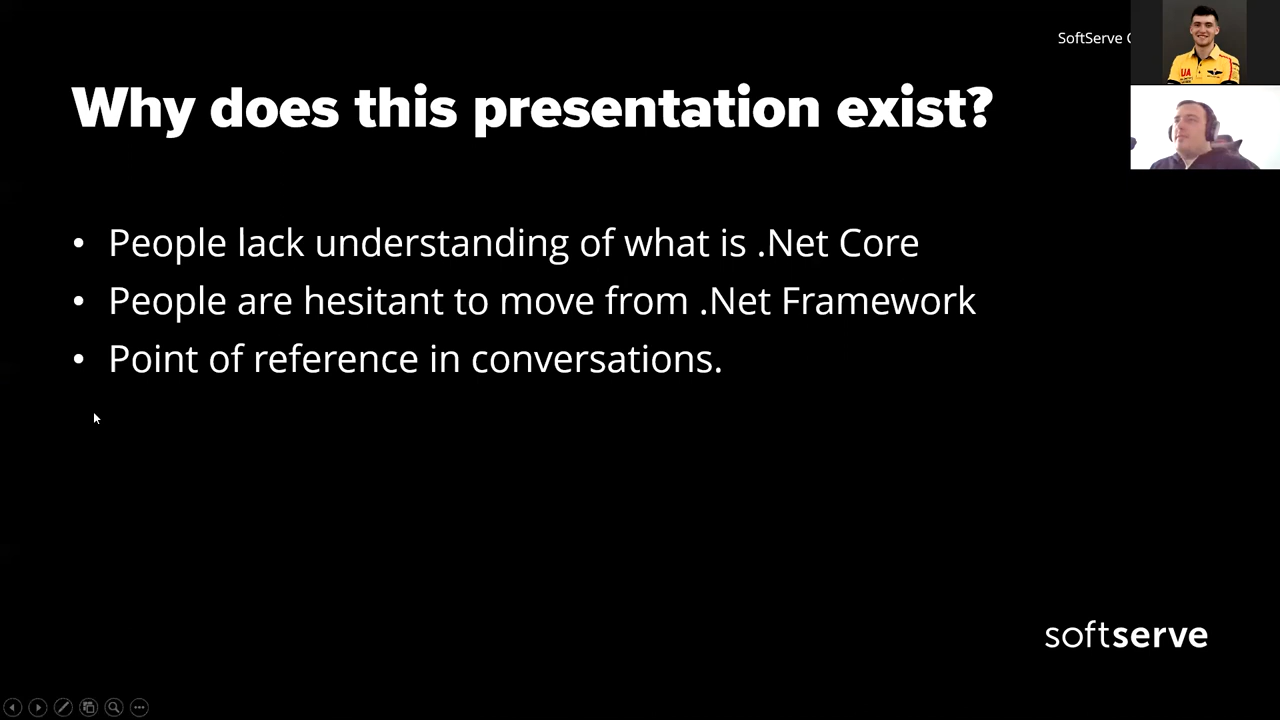 SoftServe
Why does this presentation exist?
• People lack understanding of what is .Net Core
• People are hesitant to move from .Net Framework
• Point of reference in conversations.
UA
softserve